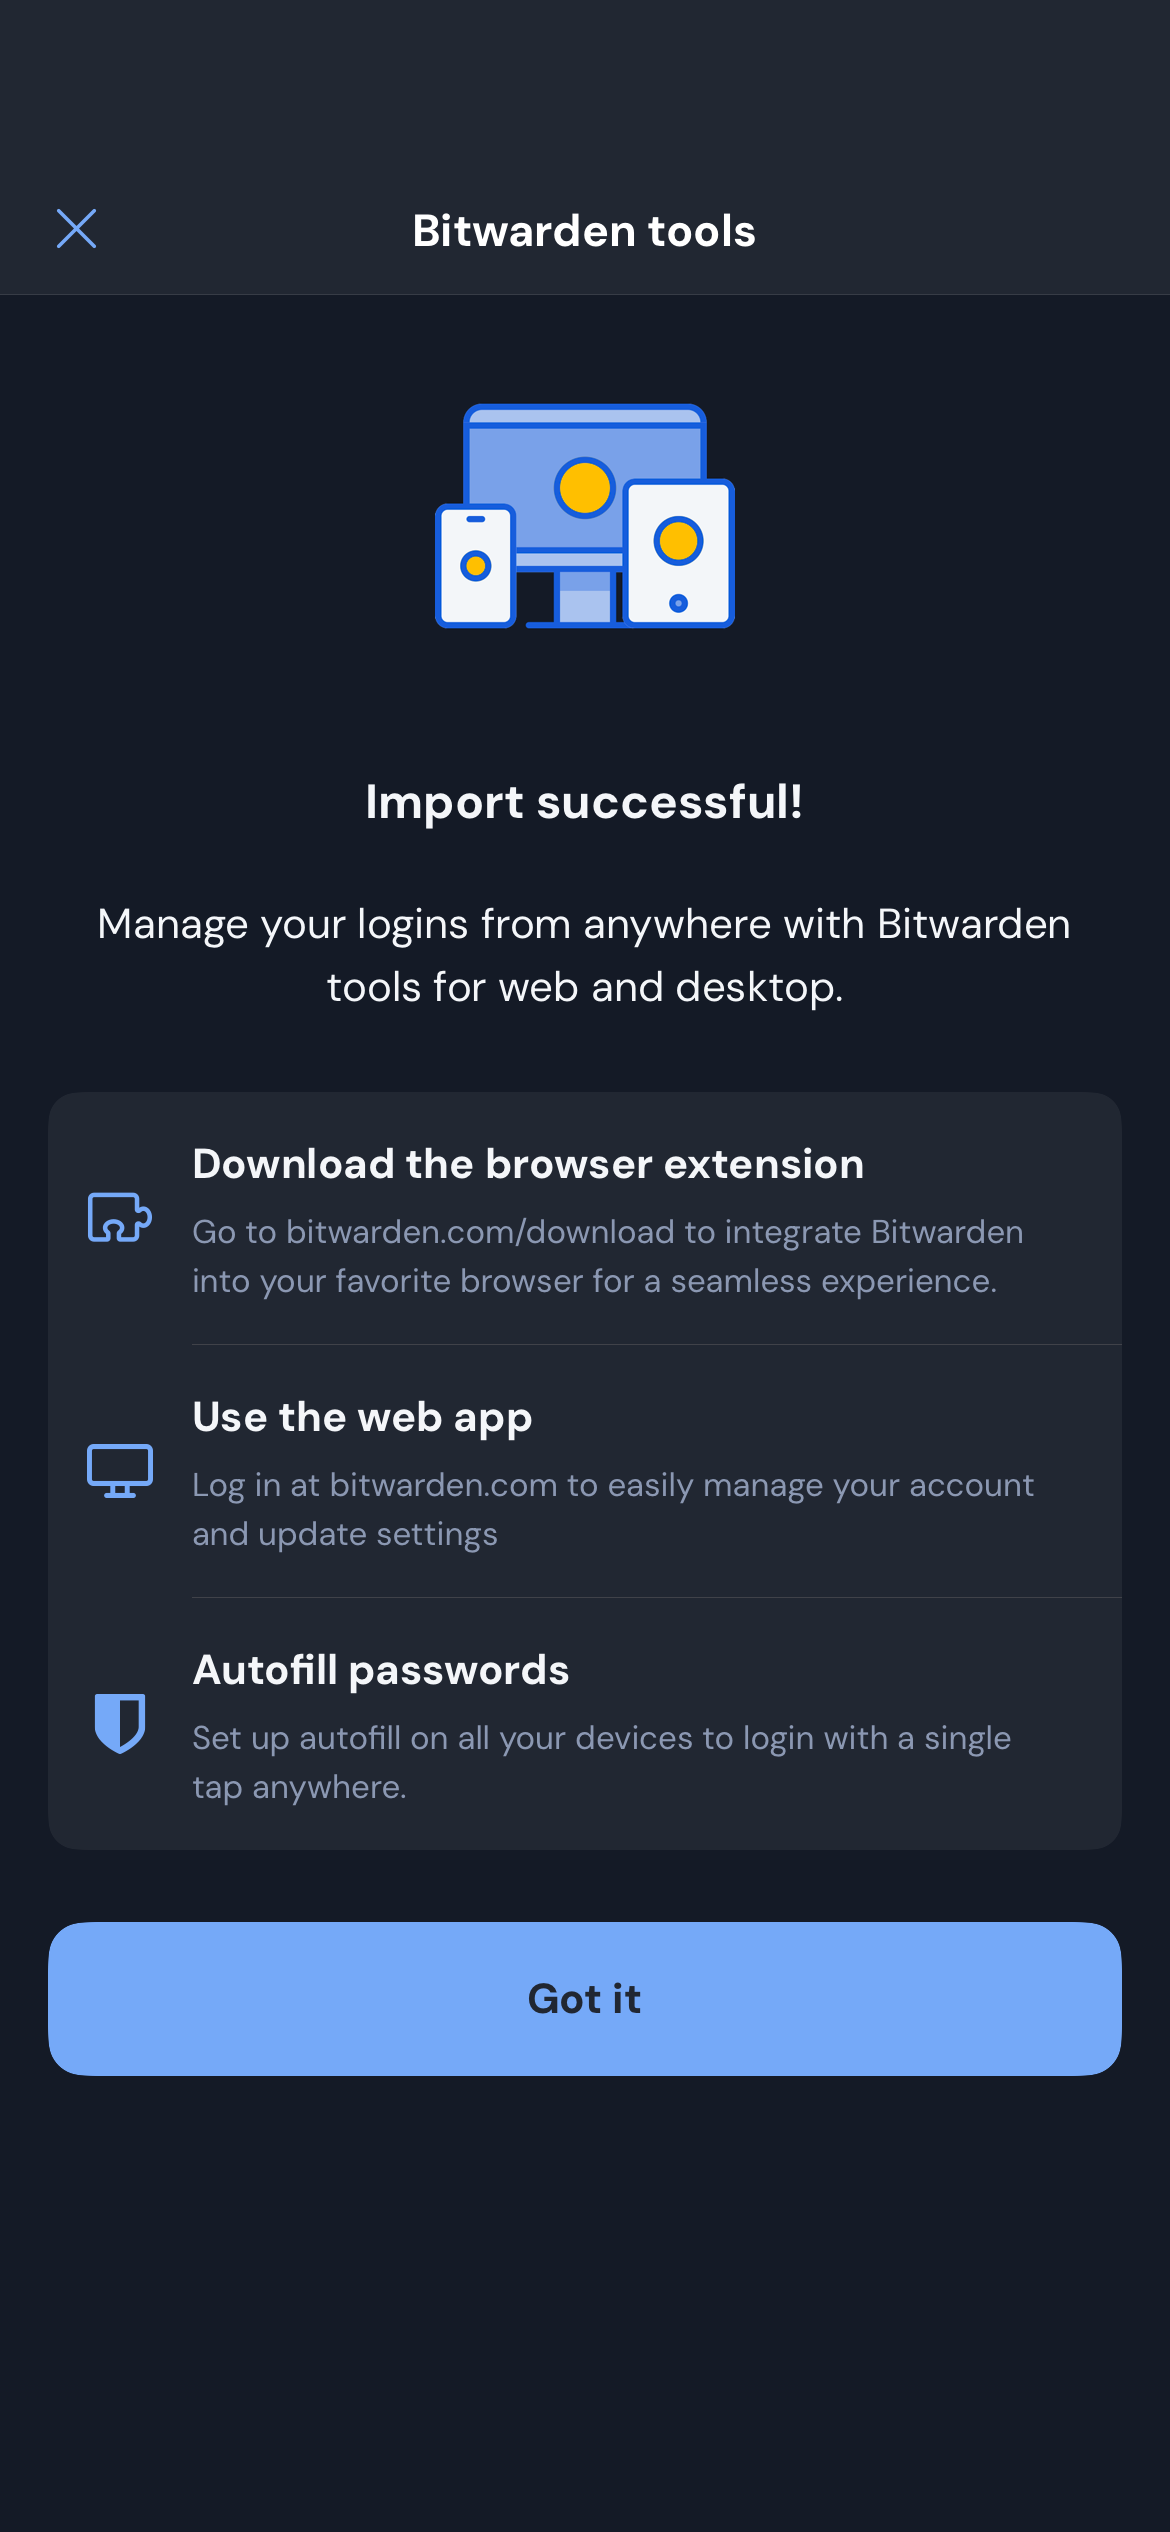 Bitwarden tools
Import successful!
Manage your logins from anywhere with Bitwarden
tools for web and desktop.
Download the browser extension
Go to bitwarden.com/download to integrate Bitwarden
into your favorite browser for a seamless experience.
Use the web app
Log in at bitwarden.com to easily manage your account
and update settings
Autofill passwords
Set up autofill on all your devices to login with a single
tap anywhere.
Got it